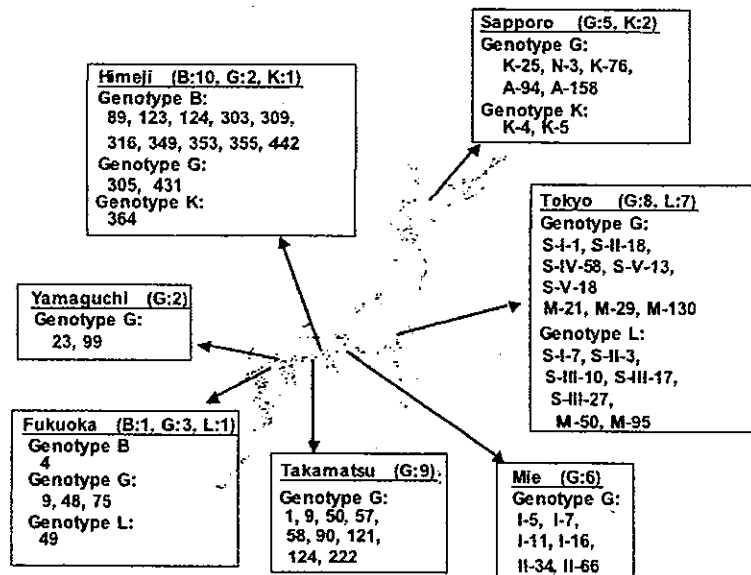 Sapporo (G:5, K:2)
Genotype G:
K-25, N-3, K-76,
A-94, A-158
Genotype K:
K-4, K-5
Himeji (B:10, G:2, K:1)
Genotype B:
89, 123, 124, 303, 309,
316, 349, 353, 355, 442
Genotype G:
305, 431
Genotype K:
364
Tokyo (G:8, L:7)
Genotype G:
S-I-1, S-II-18,
S-IV-58, S-V-13,
S-V-18
M-21, M-29, M-130
Genotype L:
S-I-7, S-II-3,
S-III-10, S-III-17,
S-III-27,
M-50, M-95
Yamaguchi (G:2)
Genotype G:
23, 99
Fukuoka (B:1, G:3, L:1)
Genotype B
4
Genotype G:
9, 48, 75
Genotype L:
49
Takamatsu (G:9)
Genotype G:
1, 9, 50, 57,
58, 90, 121,
124, 222
Mie (G:6)
Genotype G:
I-5, I-7,
I-11, I-16,
II-34, II-66